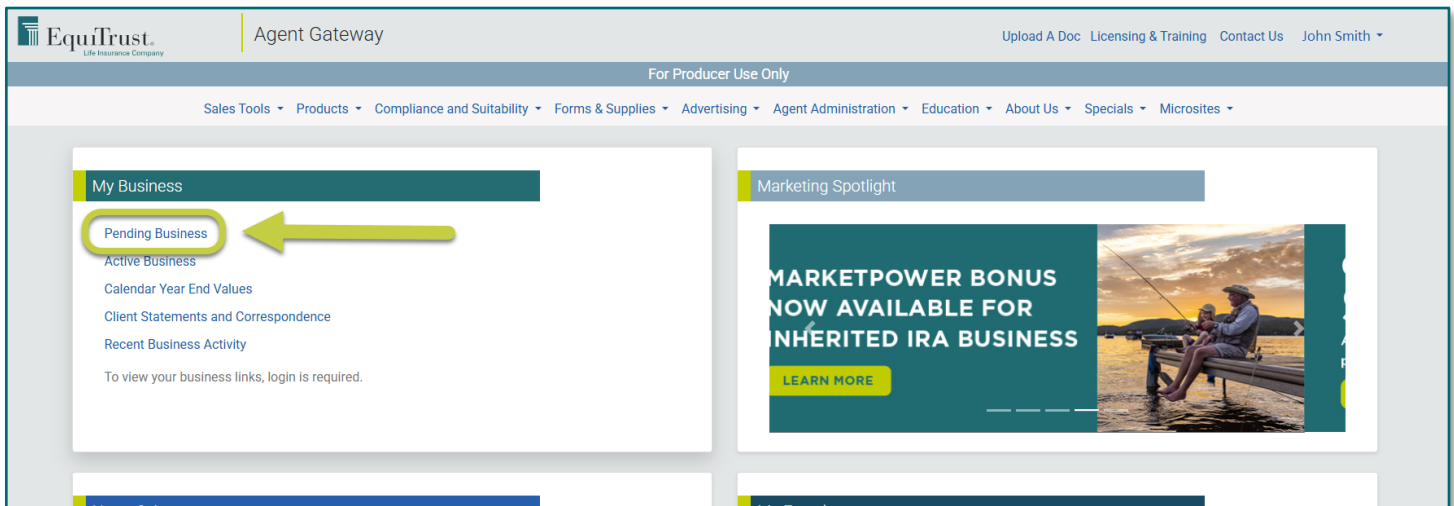 EquiTrust®
Life Insurance Company
Agent Gateway
Upload A Doc Licensing & Training Contact Us John Smith
For Producer Use Only
Sales Tools Products Compliance and Suitability Forms & Supplies Advertising Agent Administration Education About Us Specials Microsites
My Business
Pending Business
Active Business
Calendar Year End Values
Client Statements and Correspondence
Recent Business Activity
To view your business links, login is required.
Marketing Spotlight
MARKETPOWER BONUS
NOW AVAILABLE FOR
INHERITED IRA BUSINESS
LEARN MORE